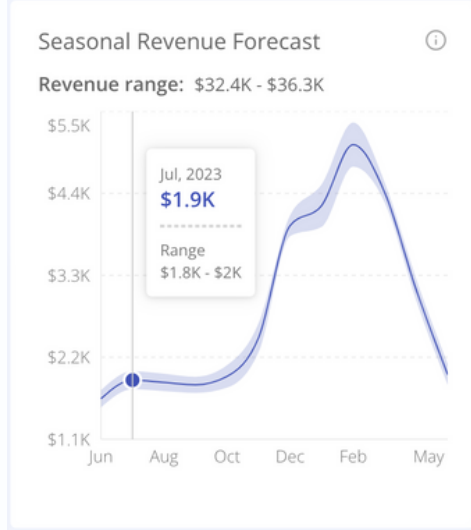 Seasonal Revenue Forecast
Revenue range: $32.4K - $36.3K
$5.5K
Jul, 2023
$4.4K
$1.9K
Range
$3.3K
$1.8K - $2K
$2.2K
$1.1K
Jun Aug Oct Dec Feb May